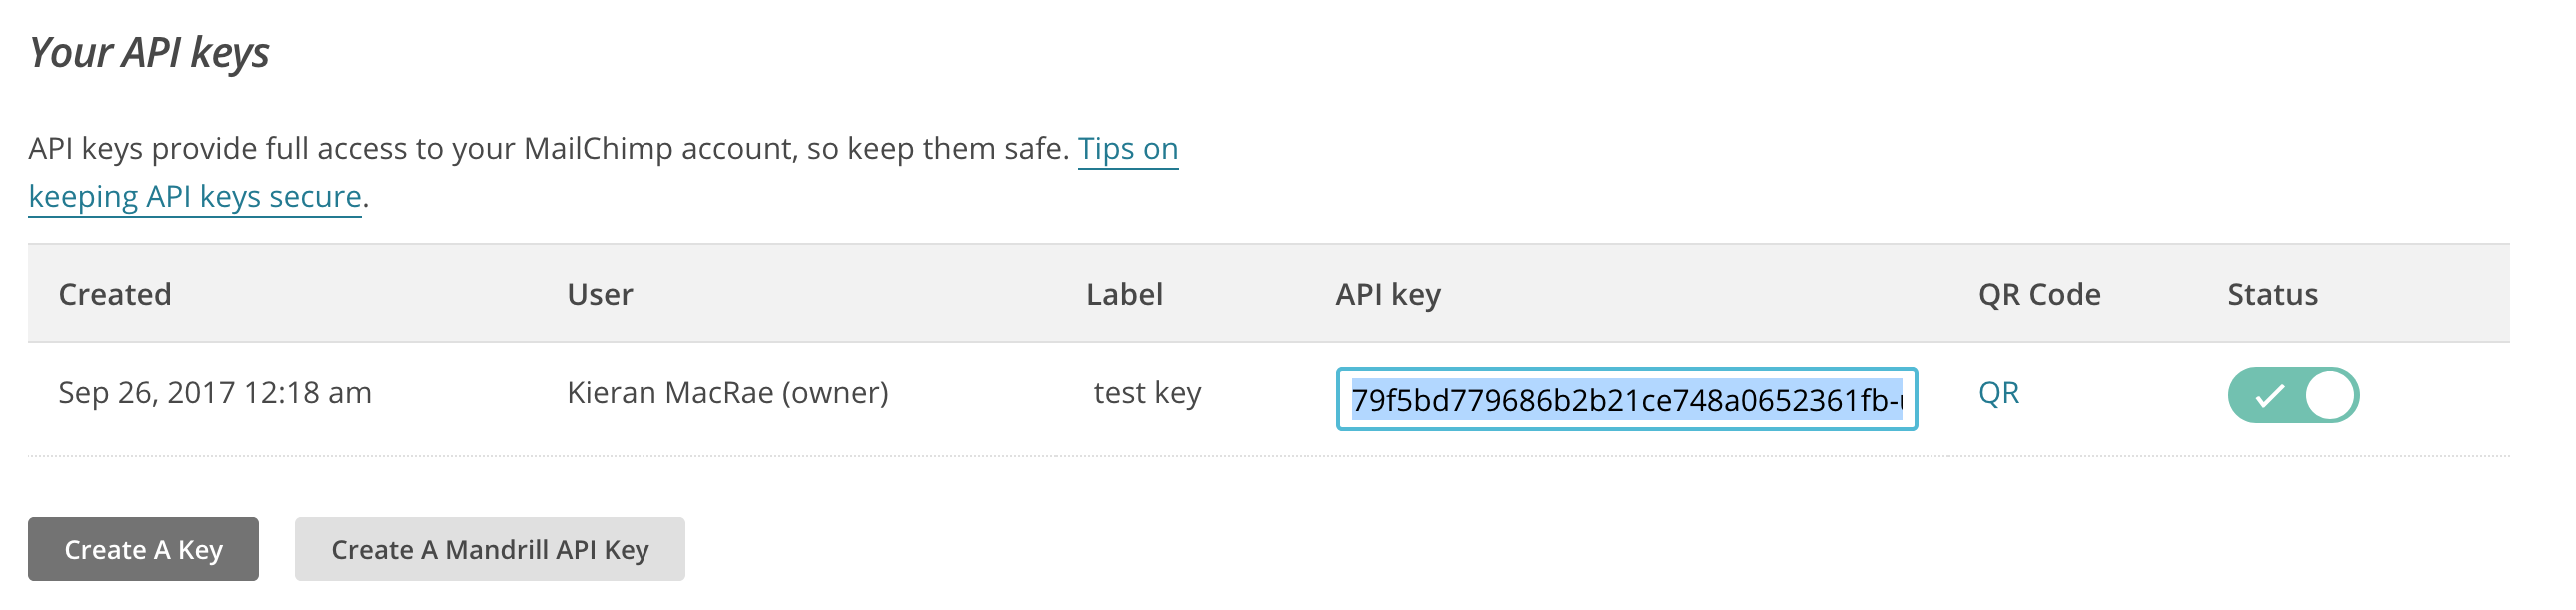 Your API keys
API keys provide full access to your MailChimp account, so keep them safe. Tips on
keeping API keys secure.
Created User Label API key QR Code Status
Sep 26, 2017 12:18 am Kieran MacRae (owner) test key 79f5bd779686b2b21ce748a0652361fb- QR
Create A Key Create A Mandrill API Key